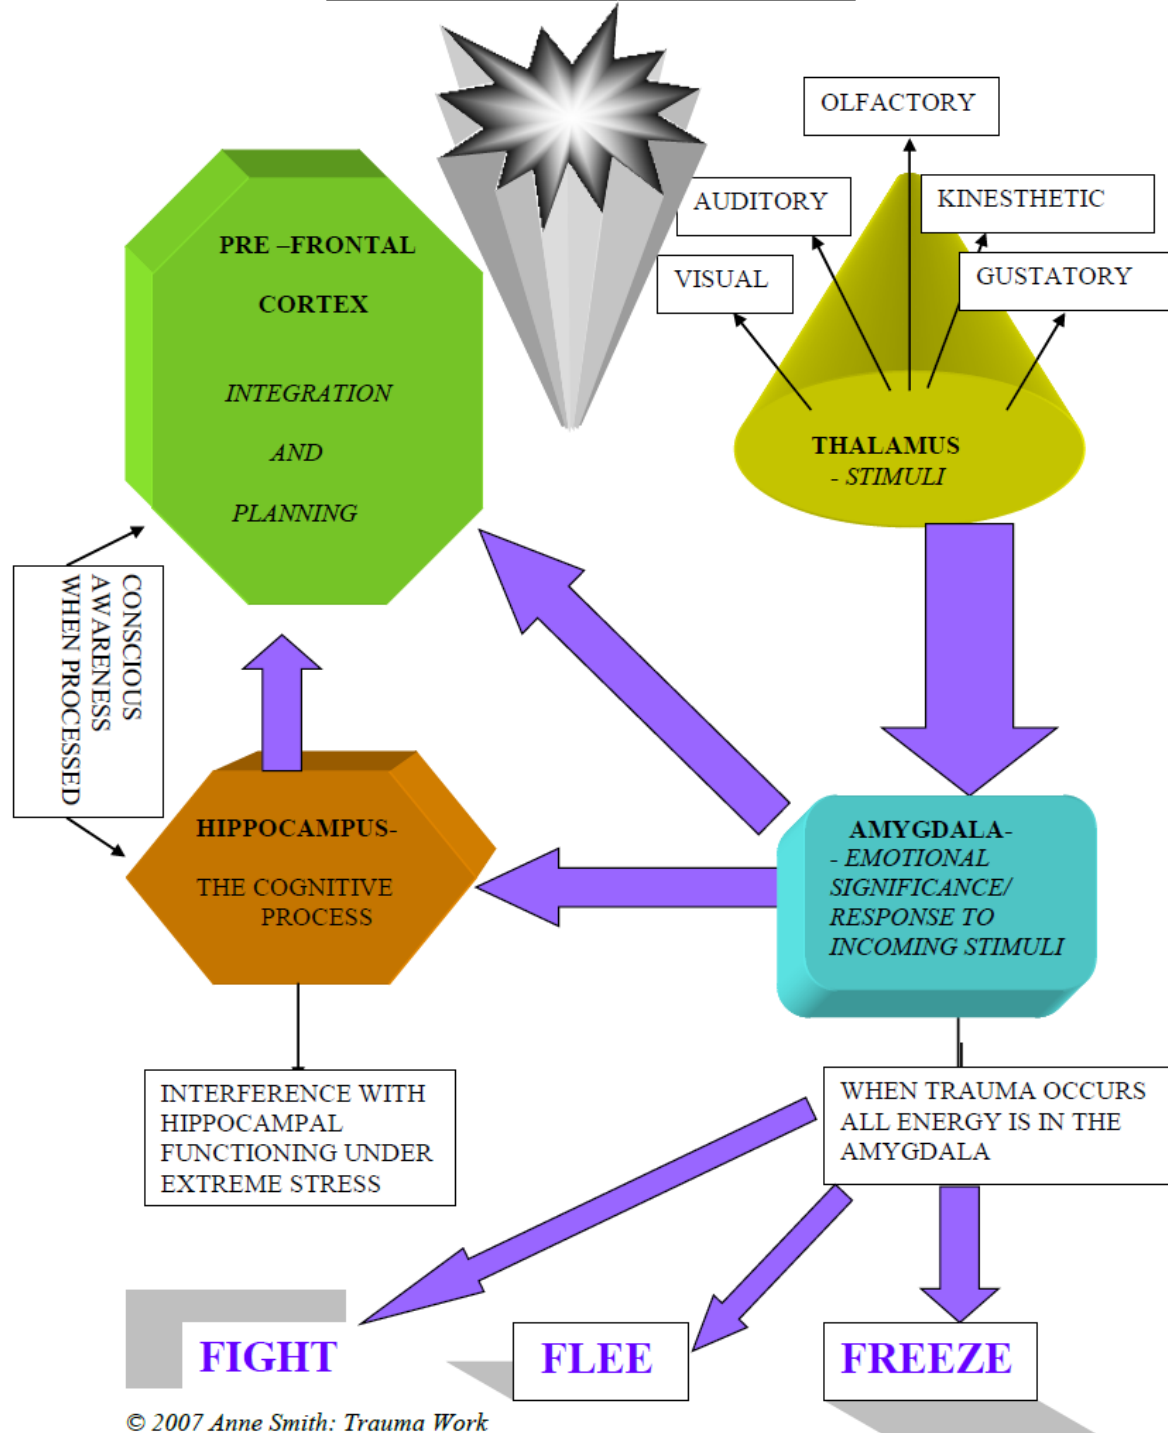 OLFACTORY
AUDITORY
KINESTHETIC
VISUAL
GUSTATORY
PRE –FRONTAL
CORTEX
INTEGRATION
AND
PLANNING
THALAMUS
- STIMULI
CONSCIOUS
AWARENESS
WHEN PROCESSED
HIPPOCAMPUS-
THE COGNITIVE
PROCESS
AMYGDALA-
- EMOTIONAL
SIGNIFICANCE/
RESPONSE TO
INCOMING STIMULI
INTERFERENCE WITH
HIPPOCAMPAL
FUNCTIONING UNDER
EXTREME STRESS
WHEN TRAUMA OCCURS
ALL ENERGY IS IN THE
AMYGDALA
FIGHT
FLEE
FREEZE
© 2007 Anne Smith: Trauma Work